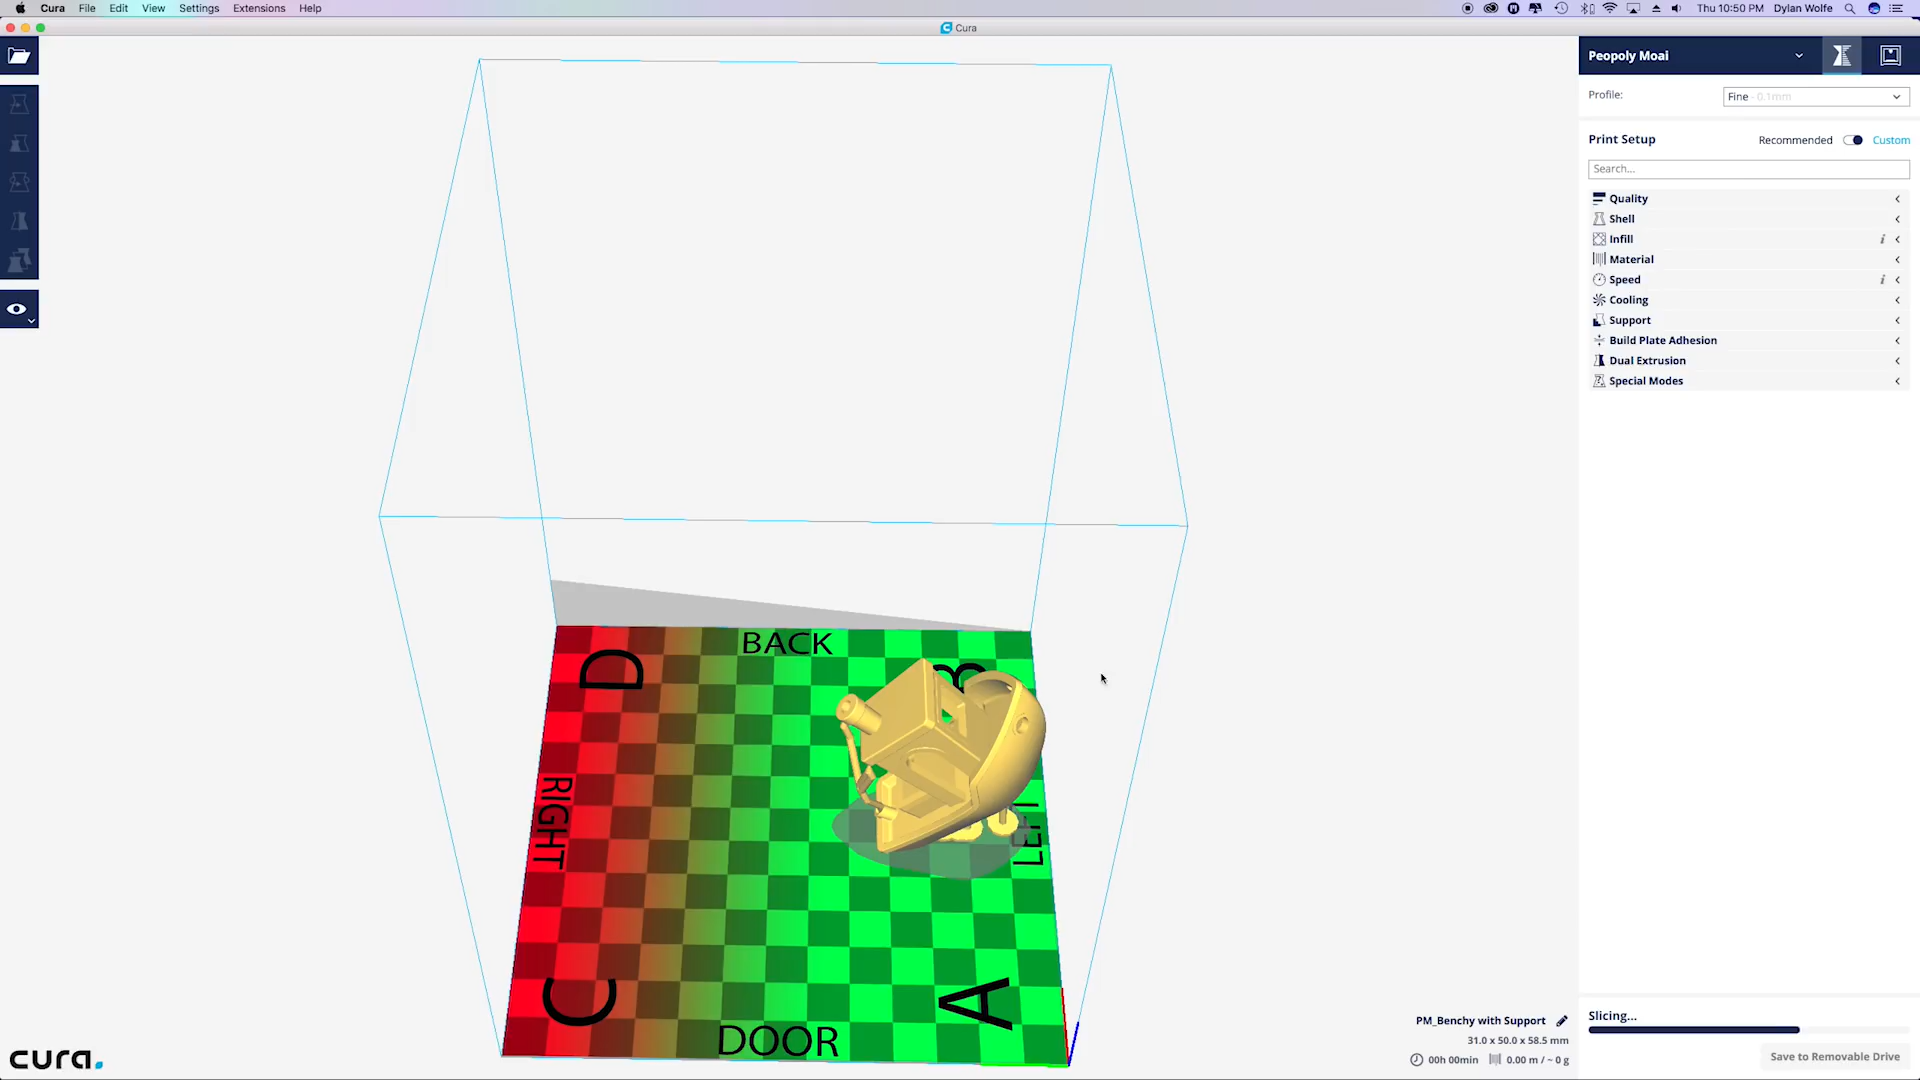 Cura File Edit View Settings Extensions Help
Thu 10:50 PM Dylan Wolfe
Cura
Peopoly Moai
Profile: Fine - 0.1mm
Print Setup Recommended Custom
Search...
Quality
Shell
Infill i
Material
Speed i
Cooling
Support
Build Plate Adhesion
Dual Extrusion
Special Modes
BACK
D B
RIGHT LEFT
C A
DOOR
PM_Benchy with Support
31.0 x 50.0 x 58.5 mm
00h 00min 0.00 m / ~ 0 g
Slicing...
Save to Removable Drive
cura.